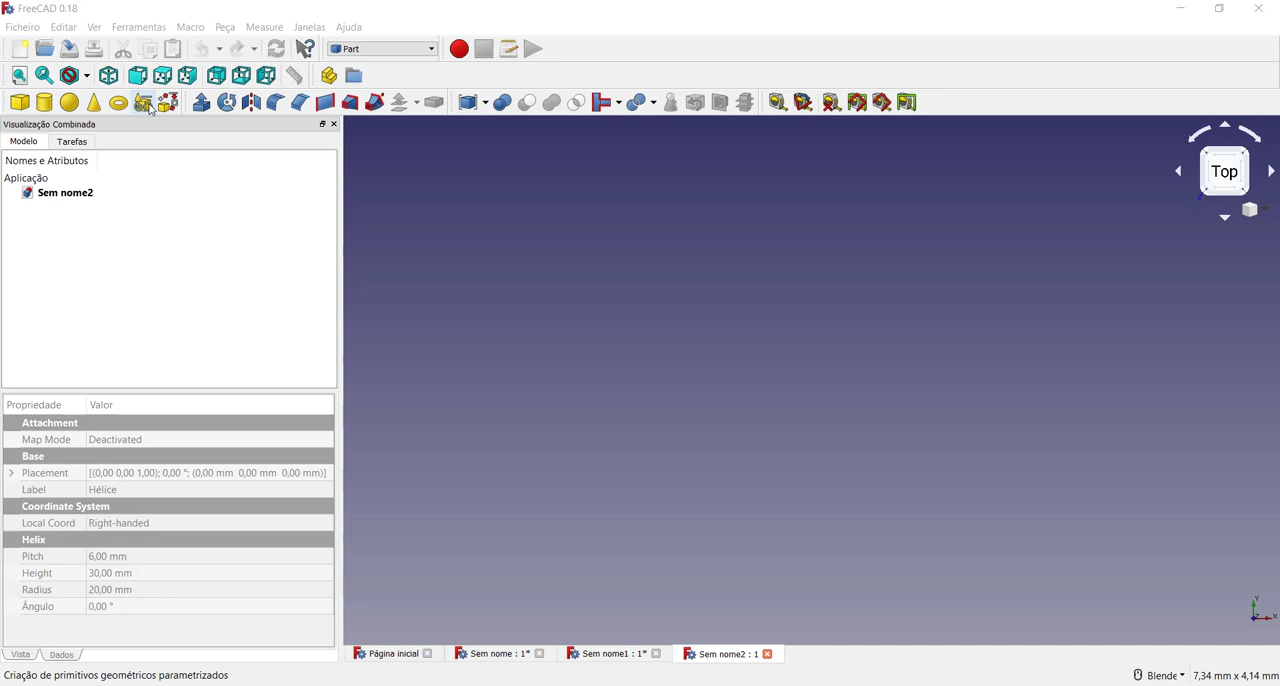 FreeCAD 0.18
Ficheiro Editar Ver Ferramentas Macro Peça Measure Janelas Ajuda
Part
Visualização Combinada
Modelo Tarefas
Nomes e Atributos
Aplicação
Sem nome2
Top
Propriedade Valor
Attachment
Map Mode Deactivated
Base
Placement [(0,00 0,00 1,00); 0,00 °; (0,00 mm 0,00 mm 0,00 mm)]
Label Hélice
Coordinate System
Local Coord Right-handed
Helix
Pitch 6,00 mm
Height 30,00 mm
Radius 20,00 mm
Ângulo 0,00 °
Y
Z X
Vista Dados
Página inicial Sem nome : 1* Sem nome1 : 1* Sem nome2 : 1
Criação de primitivos geométricos parametrizados
Blende 7,34 mm x 4,14 mm